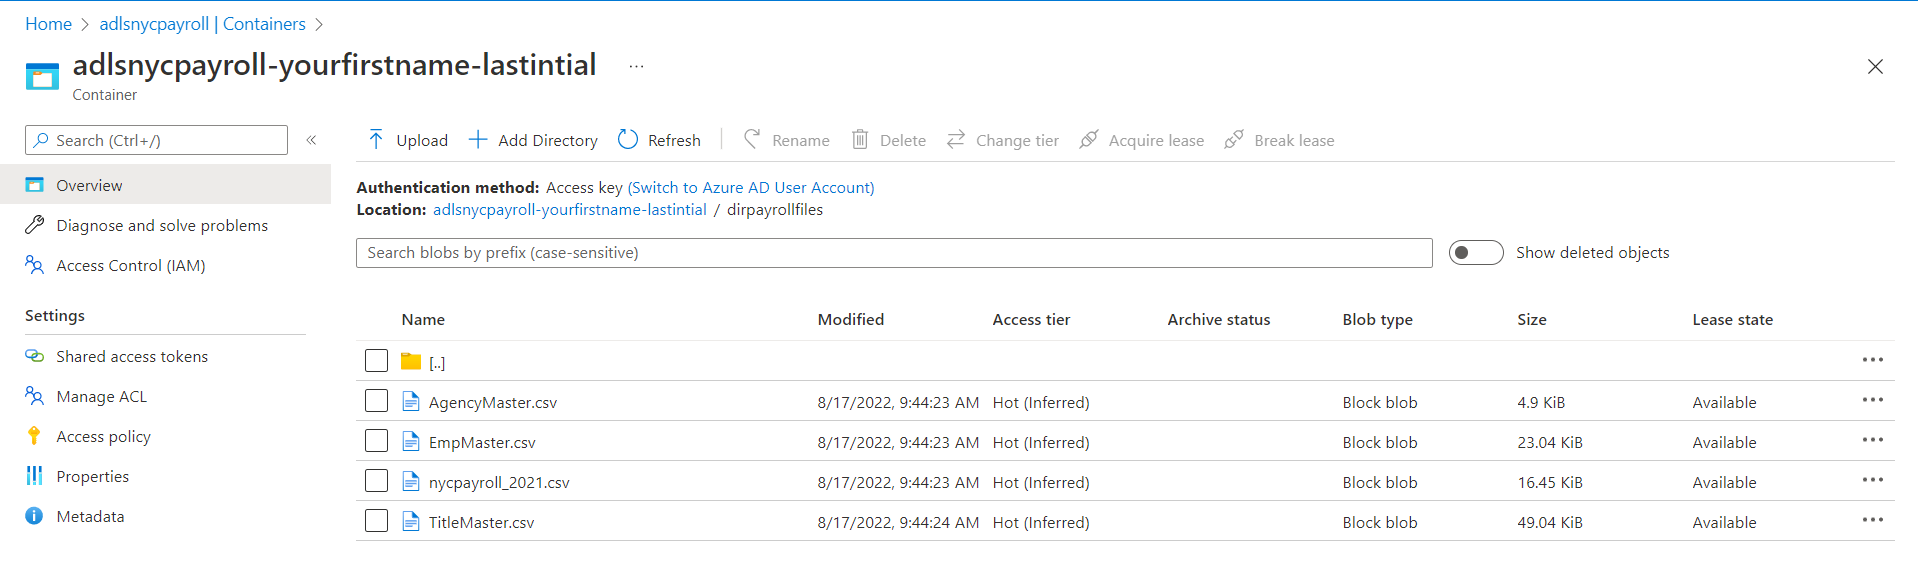 Home > adlsnycpayroll | Containers >
adlsnycpayroll-yourfirstname-lastintial ...
Container
Search (Ctrl+/) «
Overview
Diagnose and solve problems
Access Control (IAM)
Settings
Shared access tokens
Manage ACL
Access policy
Properties
Metadata
Upload Add Directory Refresh Rename Delete Change tier Acquire lease Break lease
Authentication method: Access key (Switch to Azure AD User Account)
Location: adlsnycpayroll-yourfirstname-lastintial / dirpayrollfiles
Search blobs by prefix (case-sensitive) Show deleted objects
Name Modified Access tier Archive status Blob type Size Lease state
[..] ...
AgencyMaster.csv 8/17/2022, 9:44:23 AM Hot (Inferred) Block blob 4.9 KiB Available ...
EmpMaster.csv 8/17/2022, 9:44:23 AM Hot (Inferred) Block blob 23.04 KiB Available ...
nycpayroll_2021.csv 8/17/2022, 9:44:23 AM Hot (Inferred) Block blob 16.45 KiB Available ...
TitleMaster.csv 8/17/2022, 9:44:24 AM Hot (Inferred) Block blob 49.04 KiB Available ...